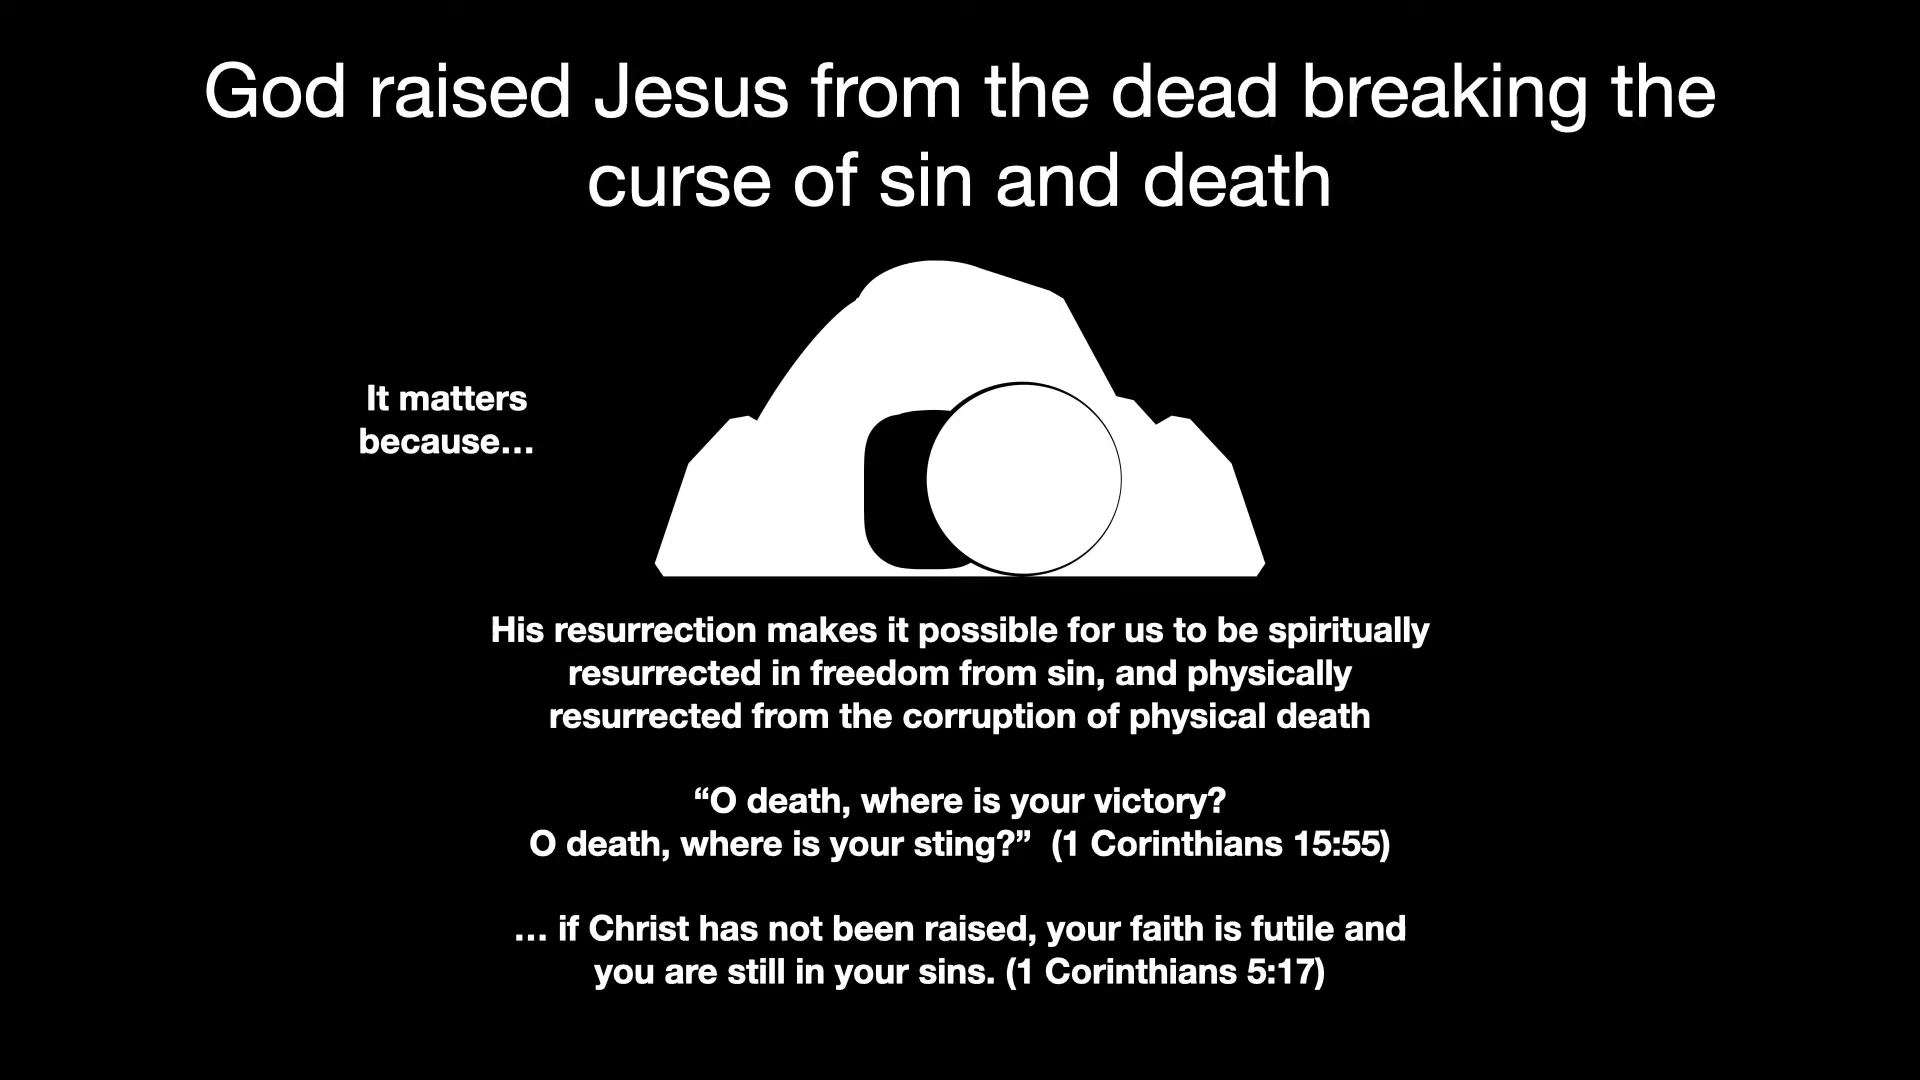 God raised Jesus from the dead breaking the
curse of sin and death
It matters
because…
His resurrection makes it possible for us to be spiritually
resurrected in freedom from sin, and physically
resurrected from the corruption of physical death
“O death, where is your victory?
O death, where is your sting?”  (1 Corinthians 15:55)
… if Christ has not been raised, your faith is futile and
you are still in your sins. (1 Corinthians 5:17)